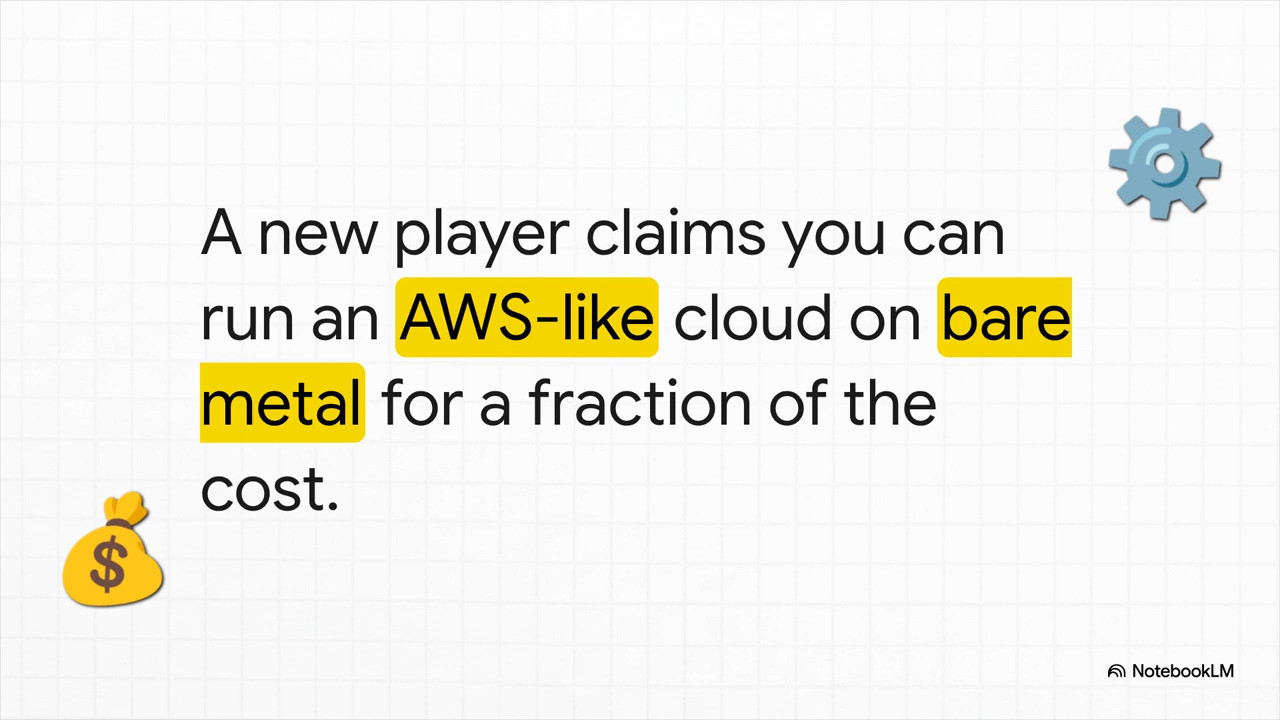 A new player claims you can
run an AWS-like cloud on bare
metal for a fraction of the
cost.
$
NotebookLM